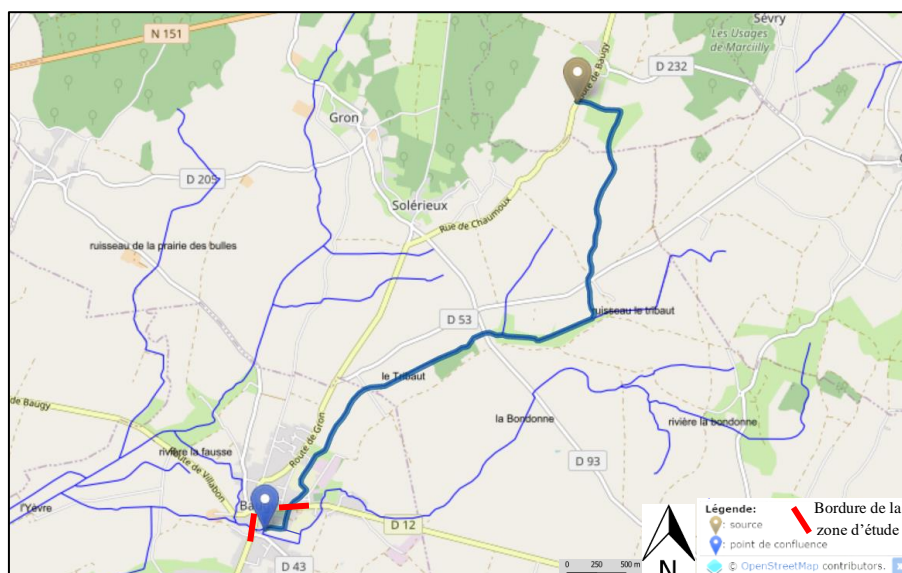 Sévry
Les Usages
de Marcilly
N 151
D 232
Route de Baugy
Gron
D 205
Solérieux
Rue de Chaumoux
ruisseau de la prairie des bulles
D 53
ruisseau le tribaut
le Tribaut
de Baugy
la Bondonne
rivière la bondonne
Route de Gron
rivière la fausse
Route de Villabon
D 93
l'Yèvre
D 12
D 43
N
0 250 500 m
Légende:
: source
: point de confluence
Bordure de la
zone d'étude
© OpenStreetMap contributors.